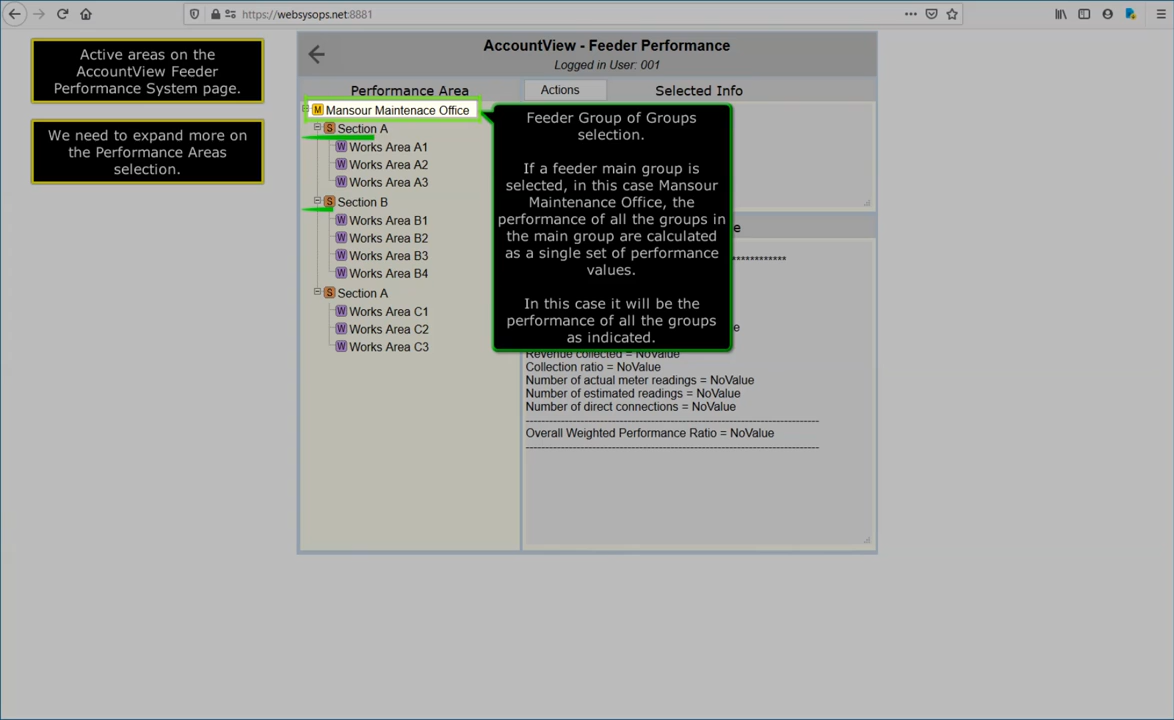 https://websysops.net:8881
Active areas on the
AccountView Feeder
Performance System page.
We need to expand more on
the Performance Areas
selection.
AccountView - Feeder Performance
Logged in User: 001
Performance Area
Actions
Selected Info
M Mansour Maintenace Office
S Section A
W Works Area A1
W Works Area A2
W Works Area A3
S Section B
W Works Area B1
W Works Area B2
W Works Area B3
W Works Area B4
S Section A
W Works Area C1
W Works Area C2
W Works Area C3
Feeder Group of Groups
selection.
If a feeder main group is
selected, in this case Mansour
Maintenance Office, the
performance of all the groups in
the main group are calculated
as a single set of performance
values.
In this case it will be the
performance of all the groups
as indicated.
************
Revenue collected = NoValue
Collection ratio = NoValue
Number of actual meter readings = NoValue
Number of estimated readings = NoValue
Number of direct connections = NoValue
Overall Weighted Performance Ratio = NoValue